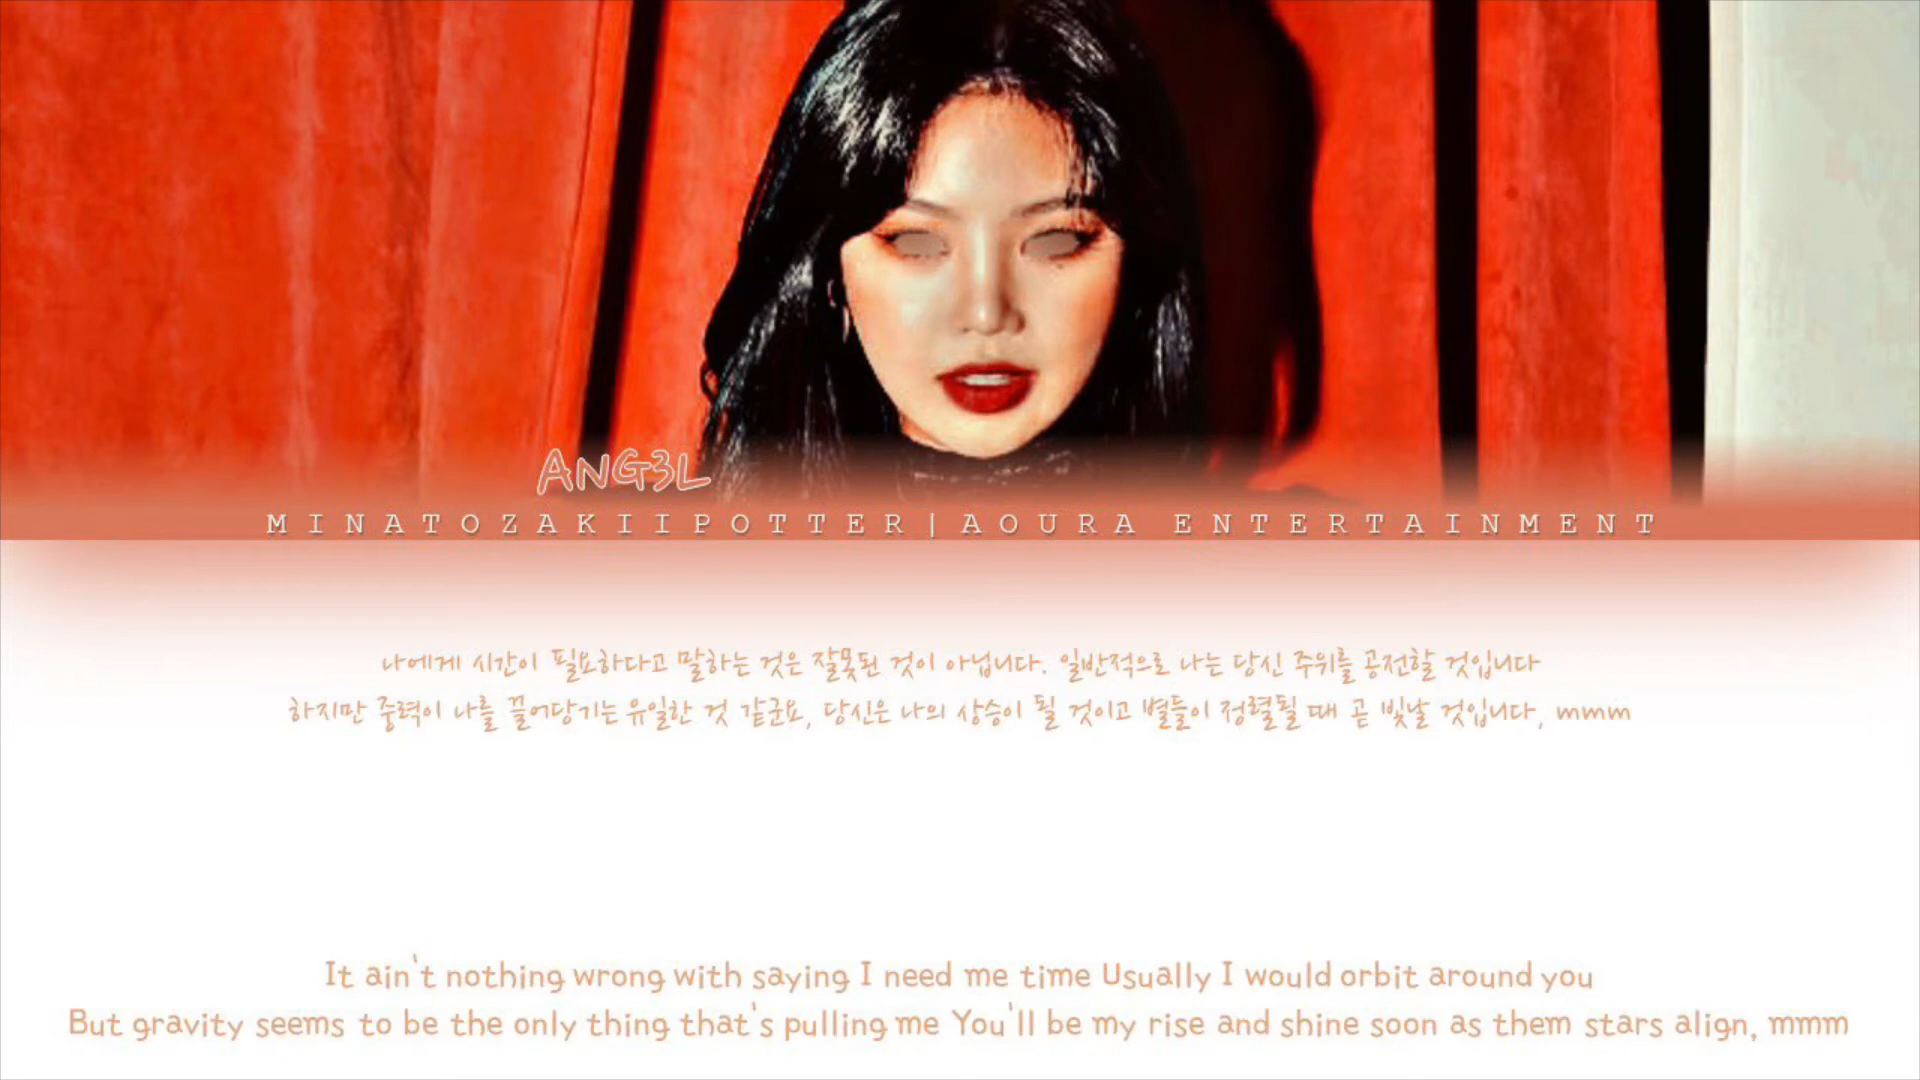 ANG3L
MINATOZAKIIPOTTER|AOURA ENTERTAINMENT
나에게 시간이 필요하다고 말하는 것은 잘못된 것이 아닙니다. 일반적으로 나는 당신 주위를 공전할 것입니다
하지만 중력이 나를 끌어당기는 유일한 것 같군요, 당신은 나의 상승이 될 것이고 별들이 정렬될 때 곧 빛날 것입니다, mmm
It ain't nothing wrong with saying I need me time Usually I would orbit around you
But gravity seems to be the only thing that's pulling me You'll be my rise and shine soon as them stars align, mmm